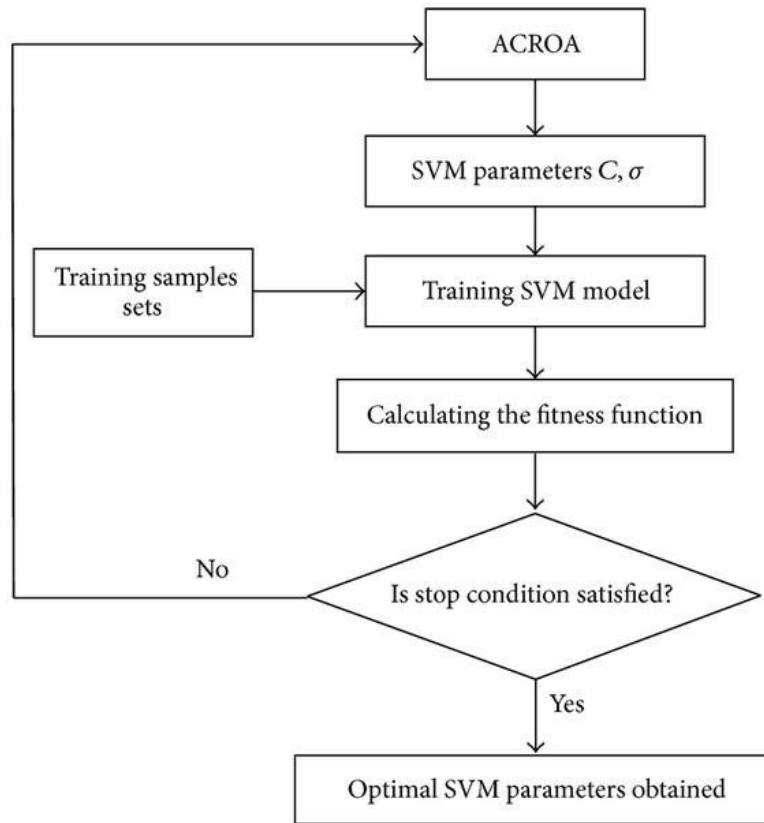 ACROA
SVM parameters C, σ
Training samples
sets
Training SVM model
Calculating the fitness function
No
Is stop condition satisfied?
Yes
Optimal SVM parameters obtained